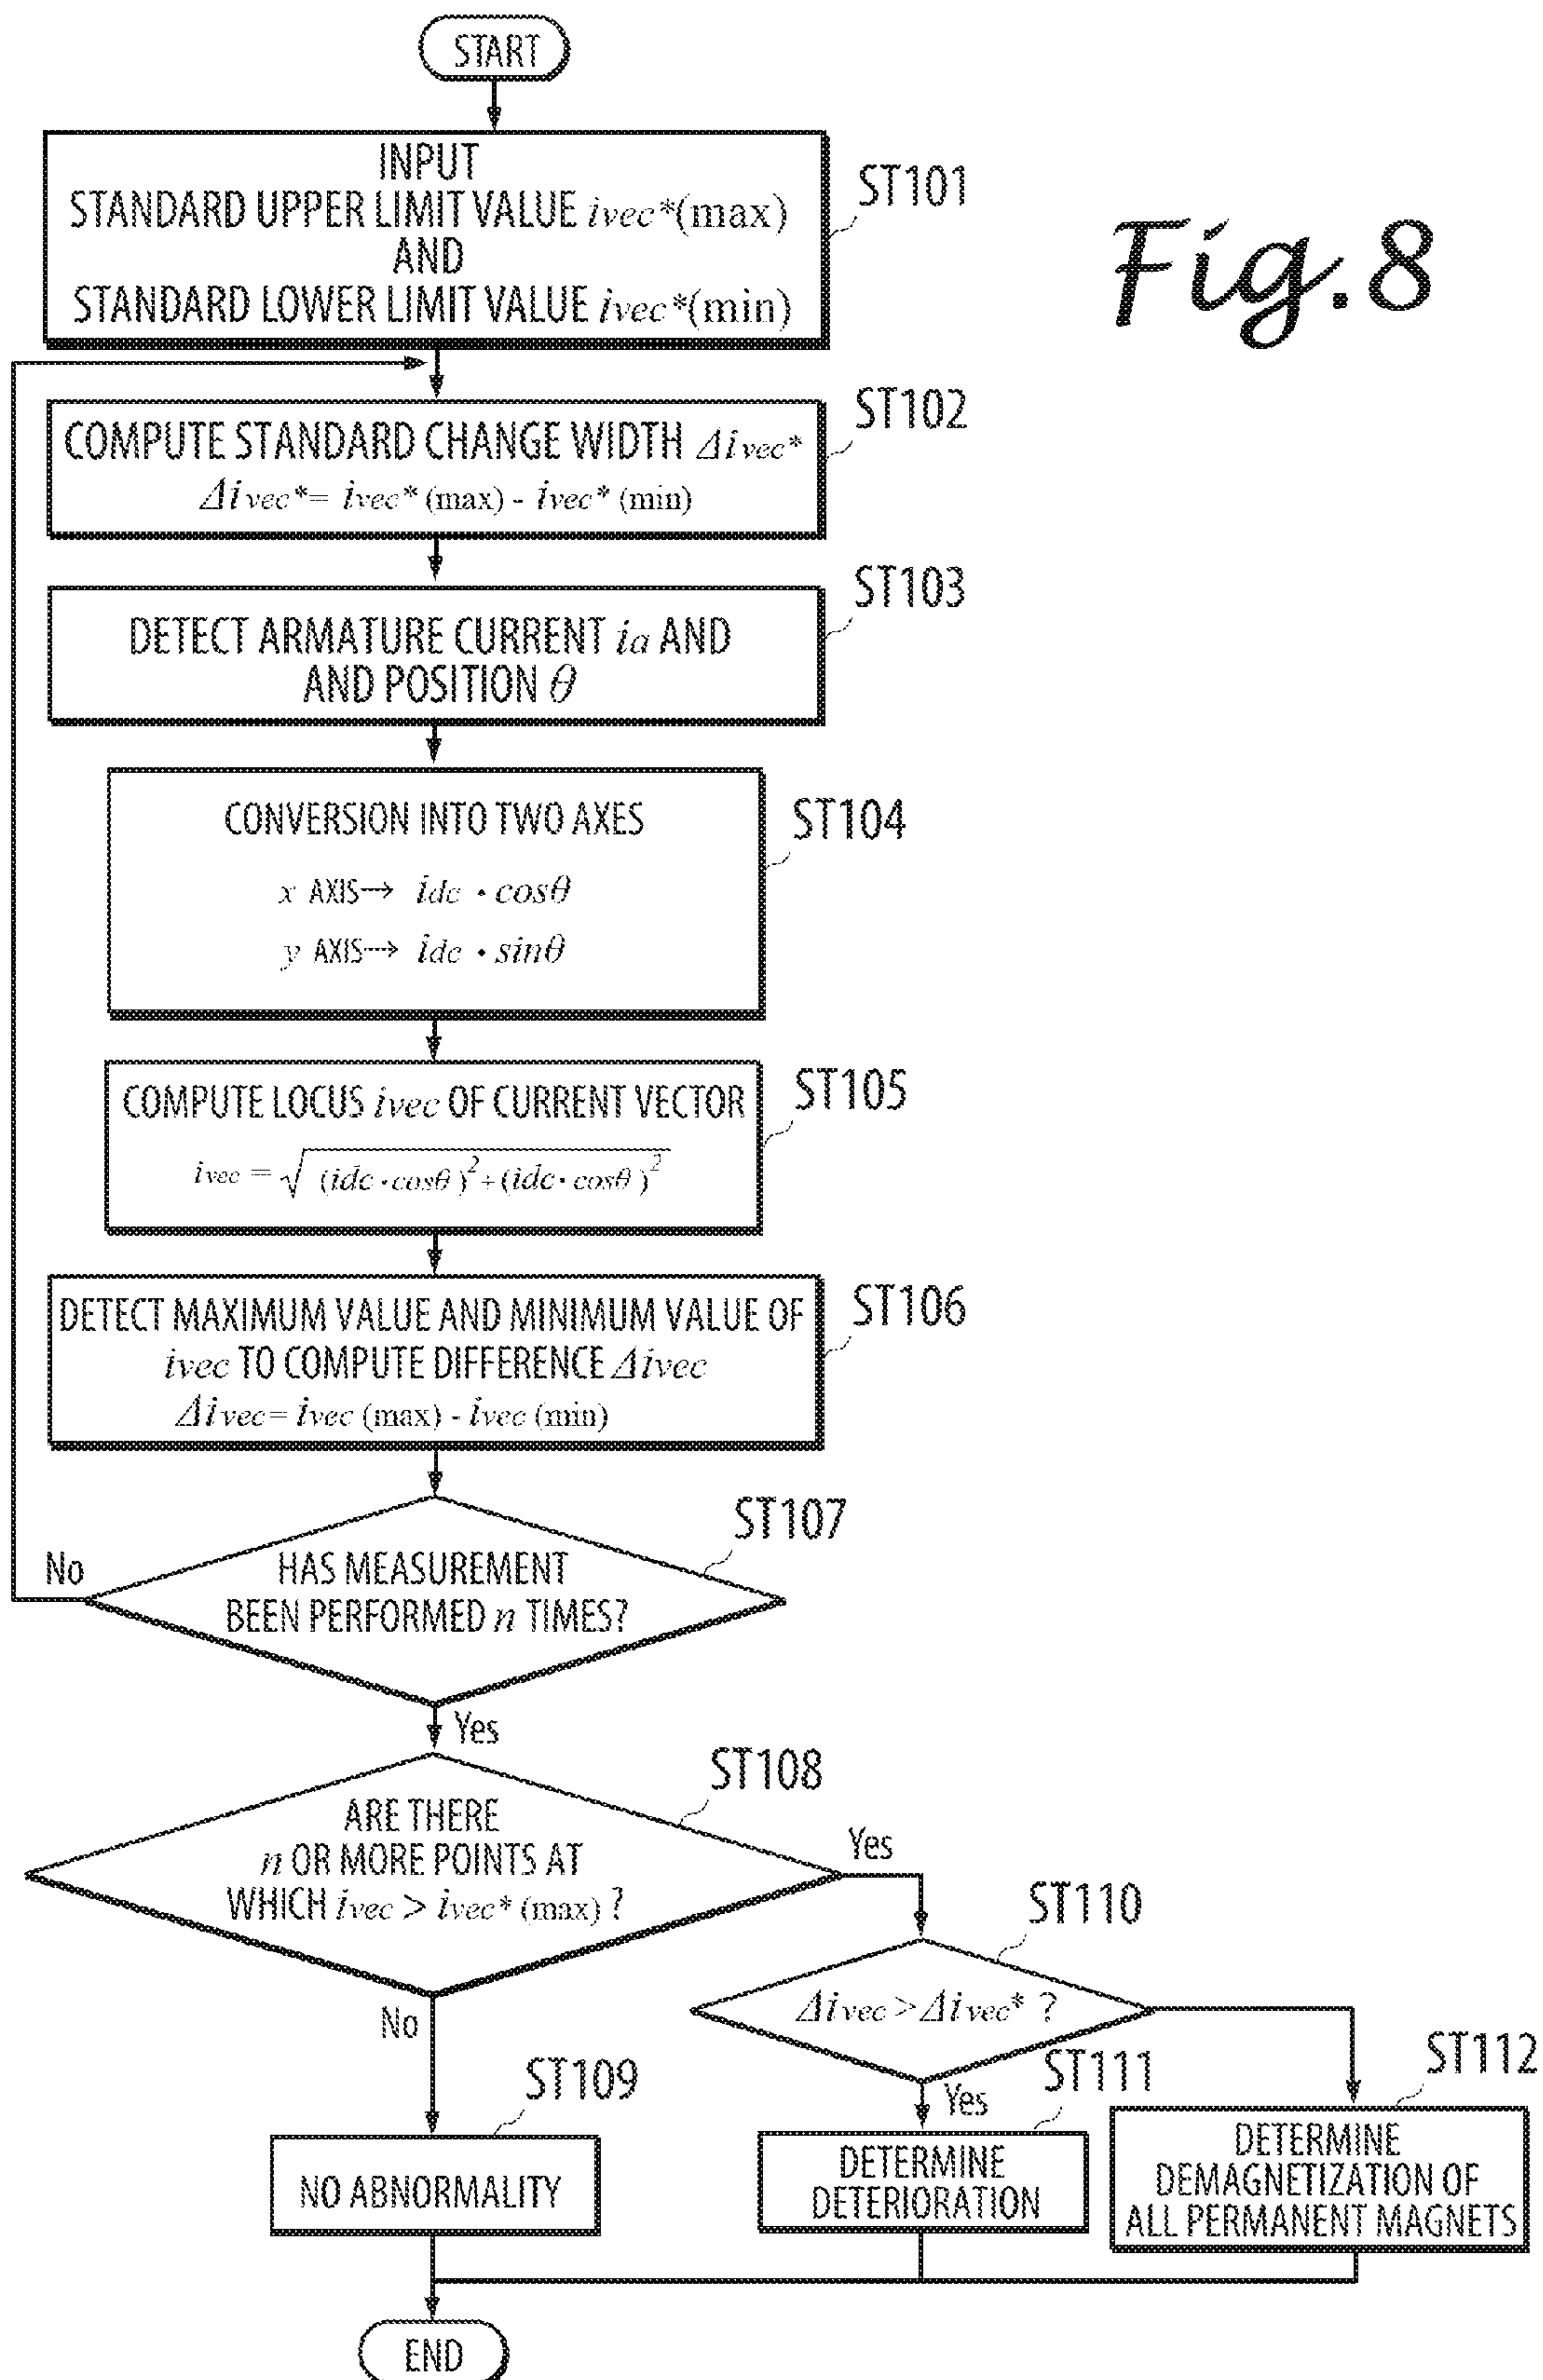 START
INPUT
STANDARD UPPER LIMIT VALUE ivec*(max)
AND
STANDARD LOWER LIMIT VALUE ivec*(min)
ST101
Fig.8
COMPUTE STANDARD CHANGE WIDTH Δivec*
Δivec*= ivec* (max) - ivec* (min)
ST102
DETECT ARMATURE CURRENT ia AND
AND POSITION θ
ST103
CONVERSION INTO TWO AXES
x AXIS→ idc · cosθ
y AXIS→ idc · sinθ
ST104
COMPUTE LOCUS ivec OF CURRENT VECTOR
ivec = √(idc·cosθ)²+(idc·cosθ)²
ST105
DETECT MAXIMUM VALUE AND MINIMUM VALUE OF
ivec TO COMPUTE DIFFERENCE Δivec
Δivec= ivec (max) - ivec (min)
ST106
HAS MEASUREMENT
BEEN PERFORMED n TIMES?
ST107
No
Yes
ARE THERE
n OR MORE POINTS AT
WHICH ivec > ivec* (max) ?
ST108
Yes
No
Δivec>Δivec* ?
ST110
Yes
NO ABNORMALITY
ST109
DETERMINE
DETERIORATION
ST111
DETERMINE
DEMAGNETIZATION OF
ALL PERMANENT MAGNETS
ST112
END